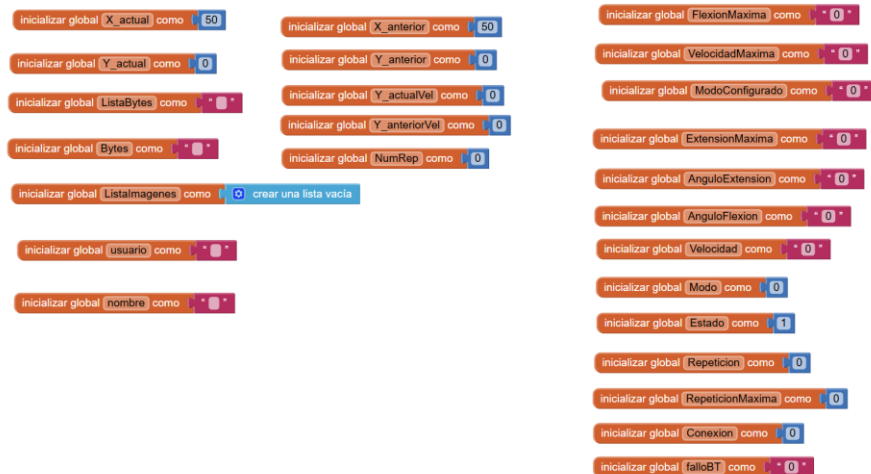 inicializar global X_actual como 50
inicializar global Y_actual como 0
inicializar global ListaBytes como " "
inicializar global Bytes como " "
inicializar global ListaImagenes como crear una lista vacía
inicializar global usuario como " "
inicializar global nombre como " "
inicializar global X_anterior como 50
inicializar global Y_anterior como 0
inicializar global Y_actualVel como 0
inicializar global Y_anteriorVel como 0
inicializar global NumRep como 0
inicializar global FlexionMaxima como " 0 "
inicializar global VelocidadMaxima como " 0 "
inicializar global ModoConfigurado como " 0 "
inicializar global ExtensionMaxima como " 0 "
inicializar global AnguloExtension como " 0 "
inicializar global AnguloFlexion como " 0 "
inicializar global Velocidad como " 0 "
inicializar global Modo como 0
inicializar global Estado como 1
inicializar global Repeticion como 0
inicializar global RepeticionMaxima como 0
inicializar global Conexion como 0
inicializar global falloBT como " 0 "